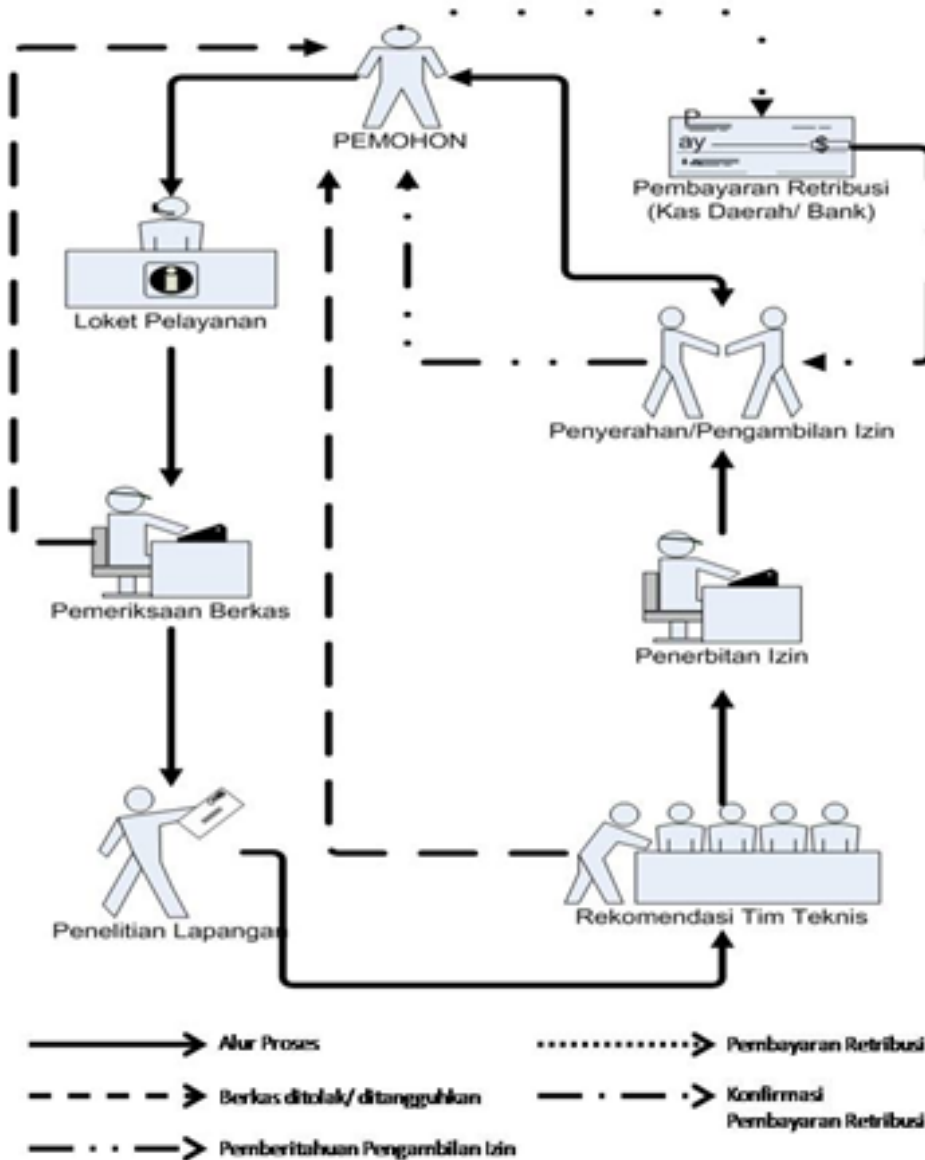 PEMOHON
P
ay
$
Pembayaran Retribusi
(Kas Daerah/ Bank)
i
Loket Pelayanan
Penyerahan/Pengambilan Izin
Pemeriksaan Berkas
Penerbitan Izin
Penelitian Lapangan
Rekomendasi Tim Teknis
Alur Proses
Pembayaran Retribusi
Berkas ditolak/ ditangguhkan
Konfirmasi
Pembayaran Retribusi
Pemberitahuan Pengambilan Izin